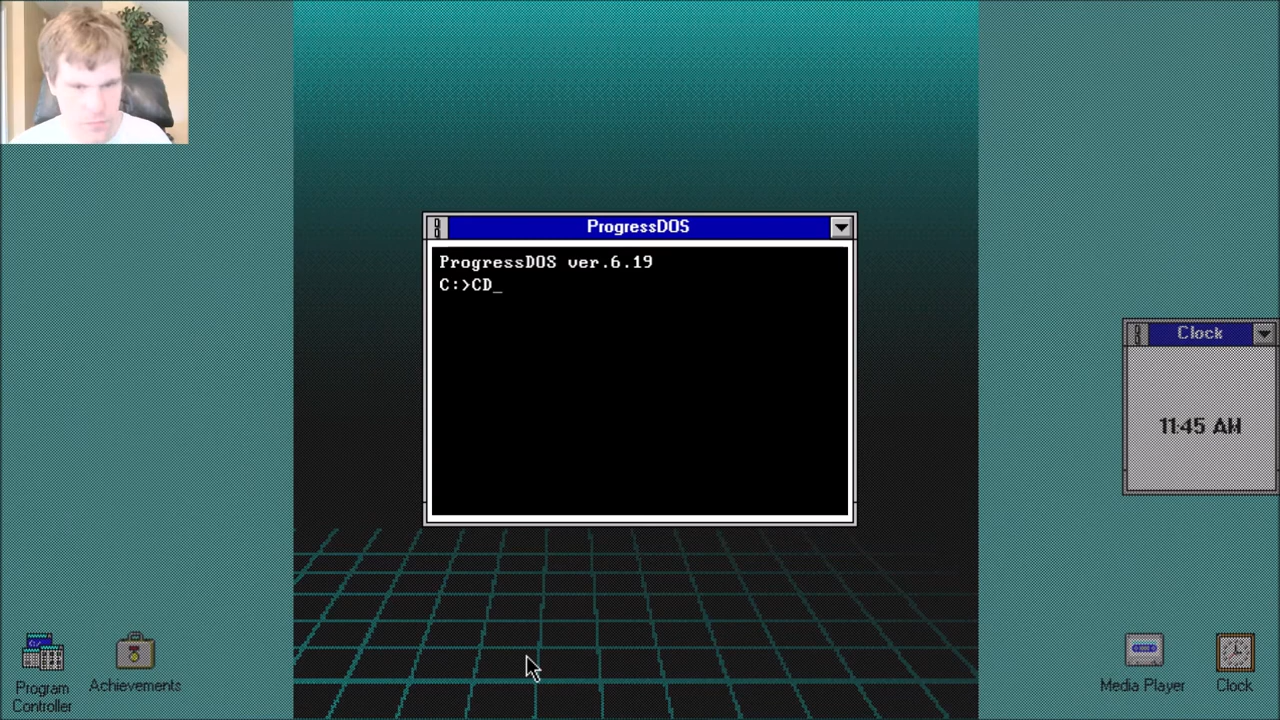 ProgressDOS
ProgressDOS ver.6.19
C:>CD_
Clock
11:45 AM
Program
Controller
Achievements
Media Player
Clock